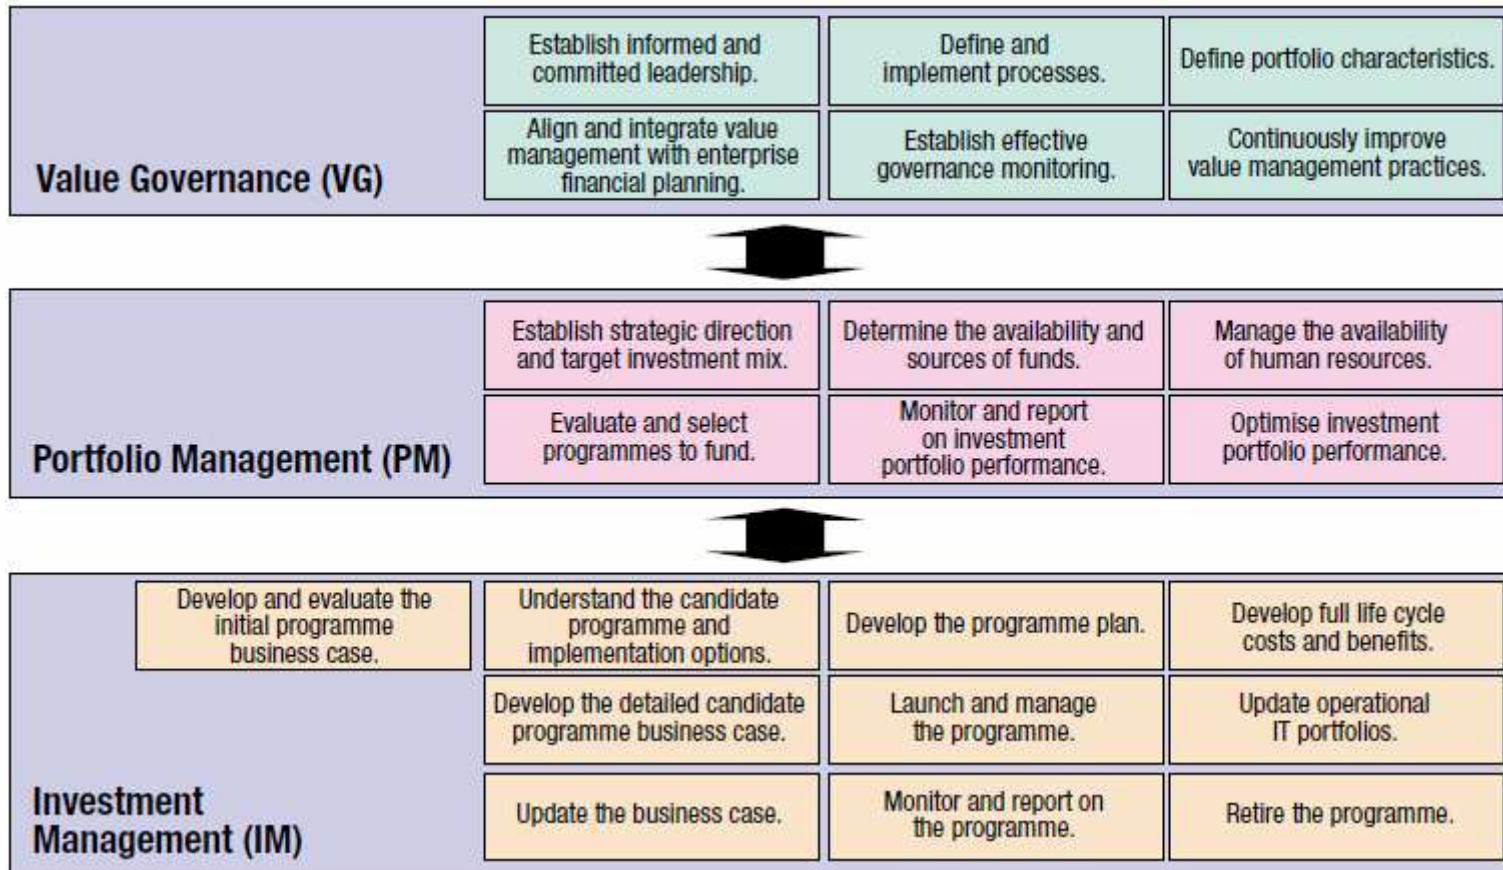 Establish informed and
committed leadership.
Define and
implement processes.
Define portfolio characteristics.
Align and integrate value
management with enterprise
financial planning.
Establish effective
governance monitoring.
Continuously improve
value management practices.
Value Governance (VG)
Establish strategic direction
and target investment mix.
Determine the availability and
sources of funds.
Manage the availability
of human resources.
Evaluate and select
programmes to fund.
Monitor and report
on investment
portfolio performance.
Optimise investment
portfolio performance.
Portfolio Management (PM)
Develop and evaluate the
initial programme
business case.
Understand the candidate
programme and
implementation options.
Develop the programme plan.
Develop full life cycle
costs and benefits.
Develop the detailed candidate
programme business case.
Launch and manage
the programme.
Update operational
IT portfolios.
Update the business case.
Monitor and report on
the programme.
Retire the programme.
Investment
Management (IM)